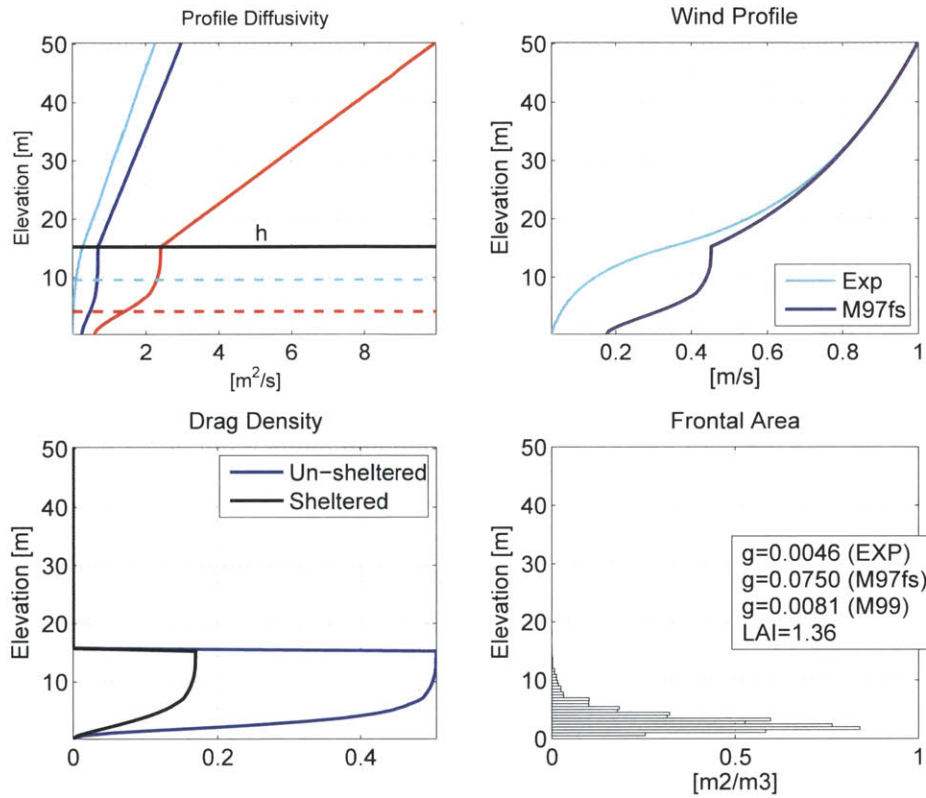 Profile Diffusivity
Wind Profile
50
40
30
20
10
Elevation [m]
h
2
4
6
8
[m²/s]
50
40
30
20
10
Elevation [m]
Exp
M97fs
0.2
0.4
0.6
0.8
1
[m/s]
Drag Density
Frontal Area
50
40
30
20
10
Elevation [m]
Un-sheltered
Sheltered
0
0.2
0.4
50
40
30
20
10
0
Elevation [m]
g=0.0046 (EXP)
g=0.0750 (M97fs)
g=0.0081 (M99)
LAI=1.36
0
0.5
1
[m2/m3]